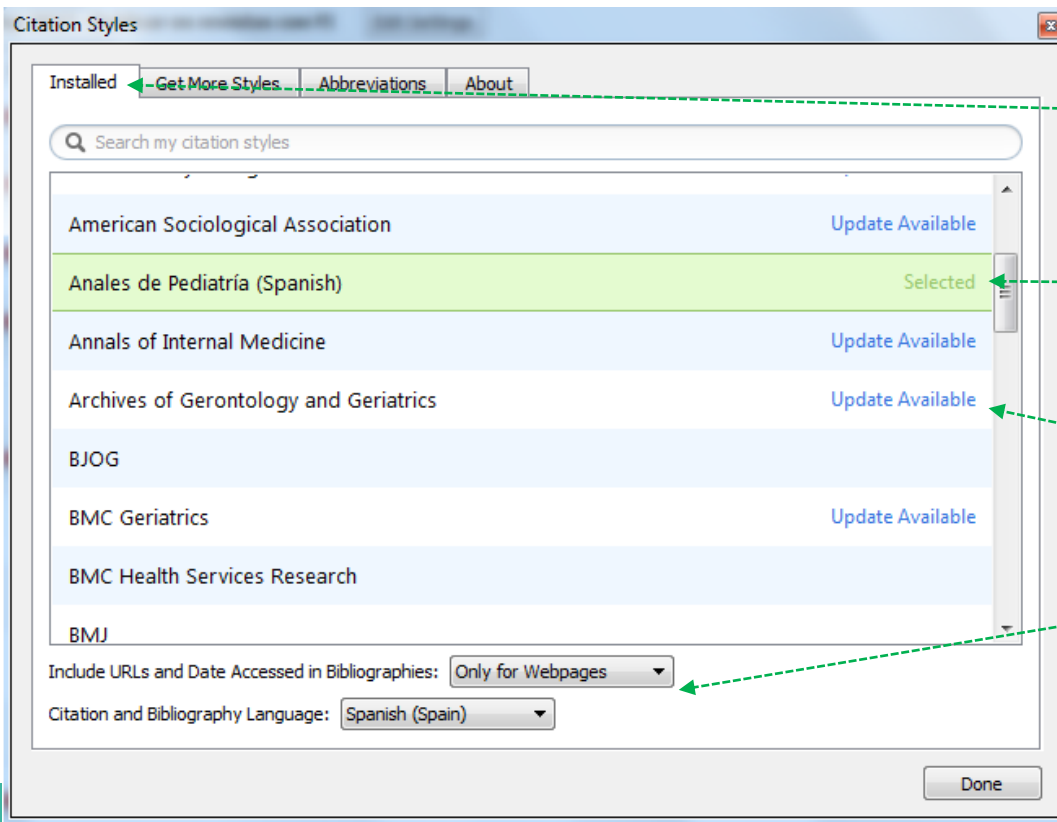 Citation Styles
Installed Get More Styles Abbreviations About
Search my citation styles
American Sociological Association Update Available
Anales de Pediatría (Spanish) Selected
Annals of Internal Medicine Update Available
Archives of Gerontology and Geriatrics Update Available
BJOG
BMC Geriatrics Update Available
BMC Health Services Research
BMJ
Include URLs and Date Accessed in Bibliographies: Only for Webpages
Citation and Bibliography Language: Spanish (Spain)
Done